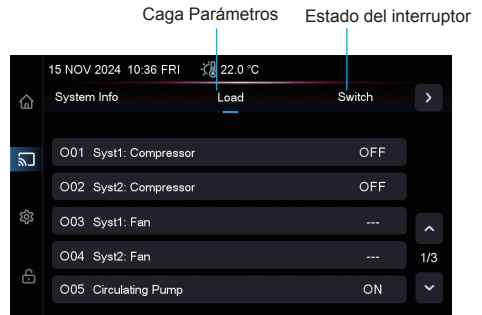 Caga Parámetros Estado del interruptor
15 NOV 2024 10:36 FRI 22.0 ℃
System Info Load Switch
O01 Syst1: Compressor OFF
O02 Syst2: Compressor OFF
O03 Syst1: Fan ---
O04 Syst2: Fan ---
1/3
O05 Circulating Pump ON